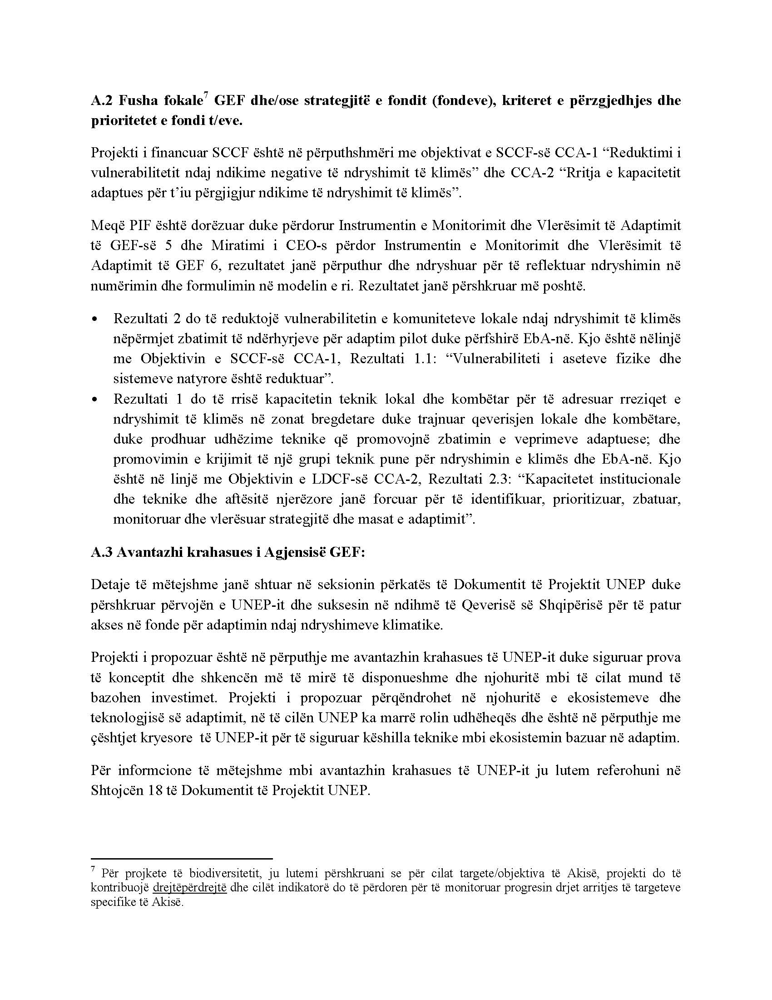 A.2 Fusha fokale7 GEF dhe/ose strategjitë e fondit (fondeve), kriteret e përzgjedhjes dhe
prioritetet e fondi t/eve.
Projekti i financuar SCCF është në përputhshmëri me objektivat e SCCF-së CCA-1 “Reduktimi i
vulnerabilitetit ndaj ndikime negative të ndryshimit të klimës” dhe CCA-2 “Rritja e kapacitetit
adaptues për t’iu përgjigjur ndikime të ndryshimit të klimës”.
Meqë PIF është dorëzuar duke përdorur Instrumentin e Monitorimit dhe Vlerësimit të Adaptimit
të GEF-së 5 dhe Miratimi i CEO-s përdor Instrumentin e Monitorimit dhe Vlerësimit të
Adaptimit të GEF 6, rezultatet janë përputhur dhe ndryshuar për të reflektuar ndryshimin në
numërimin dhe formulimin në modelin e ri. Rezultatet janë përshkruar më poshtë.
• Rezultati 2 do të reduktojë vulnerabilitetin e komuniteteve lokale ndaj ndryshimit të klimës
nëpërmjet zbatimit të ndërhyrjeve për adaptim pilot duke përfshirë EbA-në. Kjo është nëlinjë
me Objektivin e SCCF-së CCA-1, Rezultati 1.1: “Vulnerabiliteti i aseteve fizike dhe
sistemeve natyrore është reduktuar”.
• Rezultati 1 do të rrisë kapacitetin teknik lokal dhe kombëtar për të adresuar rreziqet e
ndryshimit të klimës në zonat bregdetare duke trajnuar qeverisjen lokale dhe kombëtare,
duke prodhuar udhëzime teknike që promovojnë zbatimin e veprimeve adaptuese; dhe
promovimin e krijimit të një grupi teknik pune për ndryshimin e klimës dhe EbA-në. Kjo
është në linjë me Objektivin e LDCF-së CCA-2, Rezultati 2.3: “Kapacitetet institucionale
dhe teknike dhe aftësitë njerëzore janë forcuar për të identifikuar, prioritizuar, zbatuar,
monitoruar dhe vlerësuar strategjitë dhe masat e adaptimit”.
A.3 Avantazhi krahasues i Agjensisë GEF:
Detaje të mëtejshme janë shtuar në seksionin përkatës të Dokumentit të Projektit UNEP duke
përshkruar përvojën e UNEP-it dhe suksesin në ndihmë të Qeverisë së Shqipërisë për të patur
akses në fonde për adaptimin ndaj ndryshimeve klimatike.
Projekti i propozuar është në përputhje me avantazhin krahasues të UNEP-it duke siguruar prova
të konceptit dhe shkencën më të mirë të disponueshme dhe njohuritë mbi të cilat mund të
bazohen investimet. Projekti i propozuar përqëndrohet në njohuritë e ekosistemeve dhe
teknologjisë së adaptimit, në të cilën UNEP ka marrë rolin udhëheqës dhe është në përputhje me
çështjet kryesore të UNEP-it për të siguruar këshilla teknike mbi ekosistemin bazuar në adaptim.
Për informcione të mëtejshme mbi avantazhin krahasues të UNEP-it ju lutem referohuni në
Shtojcën 18 të Dokumentit të Projektit UNEP.
7 Për projkete të biodiversitetit, ju lutemi përshkruani se për cilat targete/objektiva të Akisë, projekti do të
kontribuojë drejtëpërdrejtë dhe cilët indikatorë do të përdoren për të monitoruar progresin drjet arritjes të targeteve
specifike të Akisë.